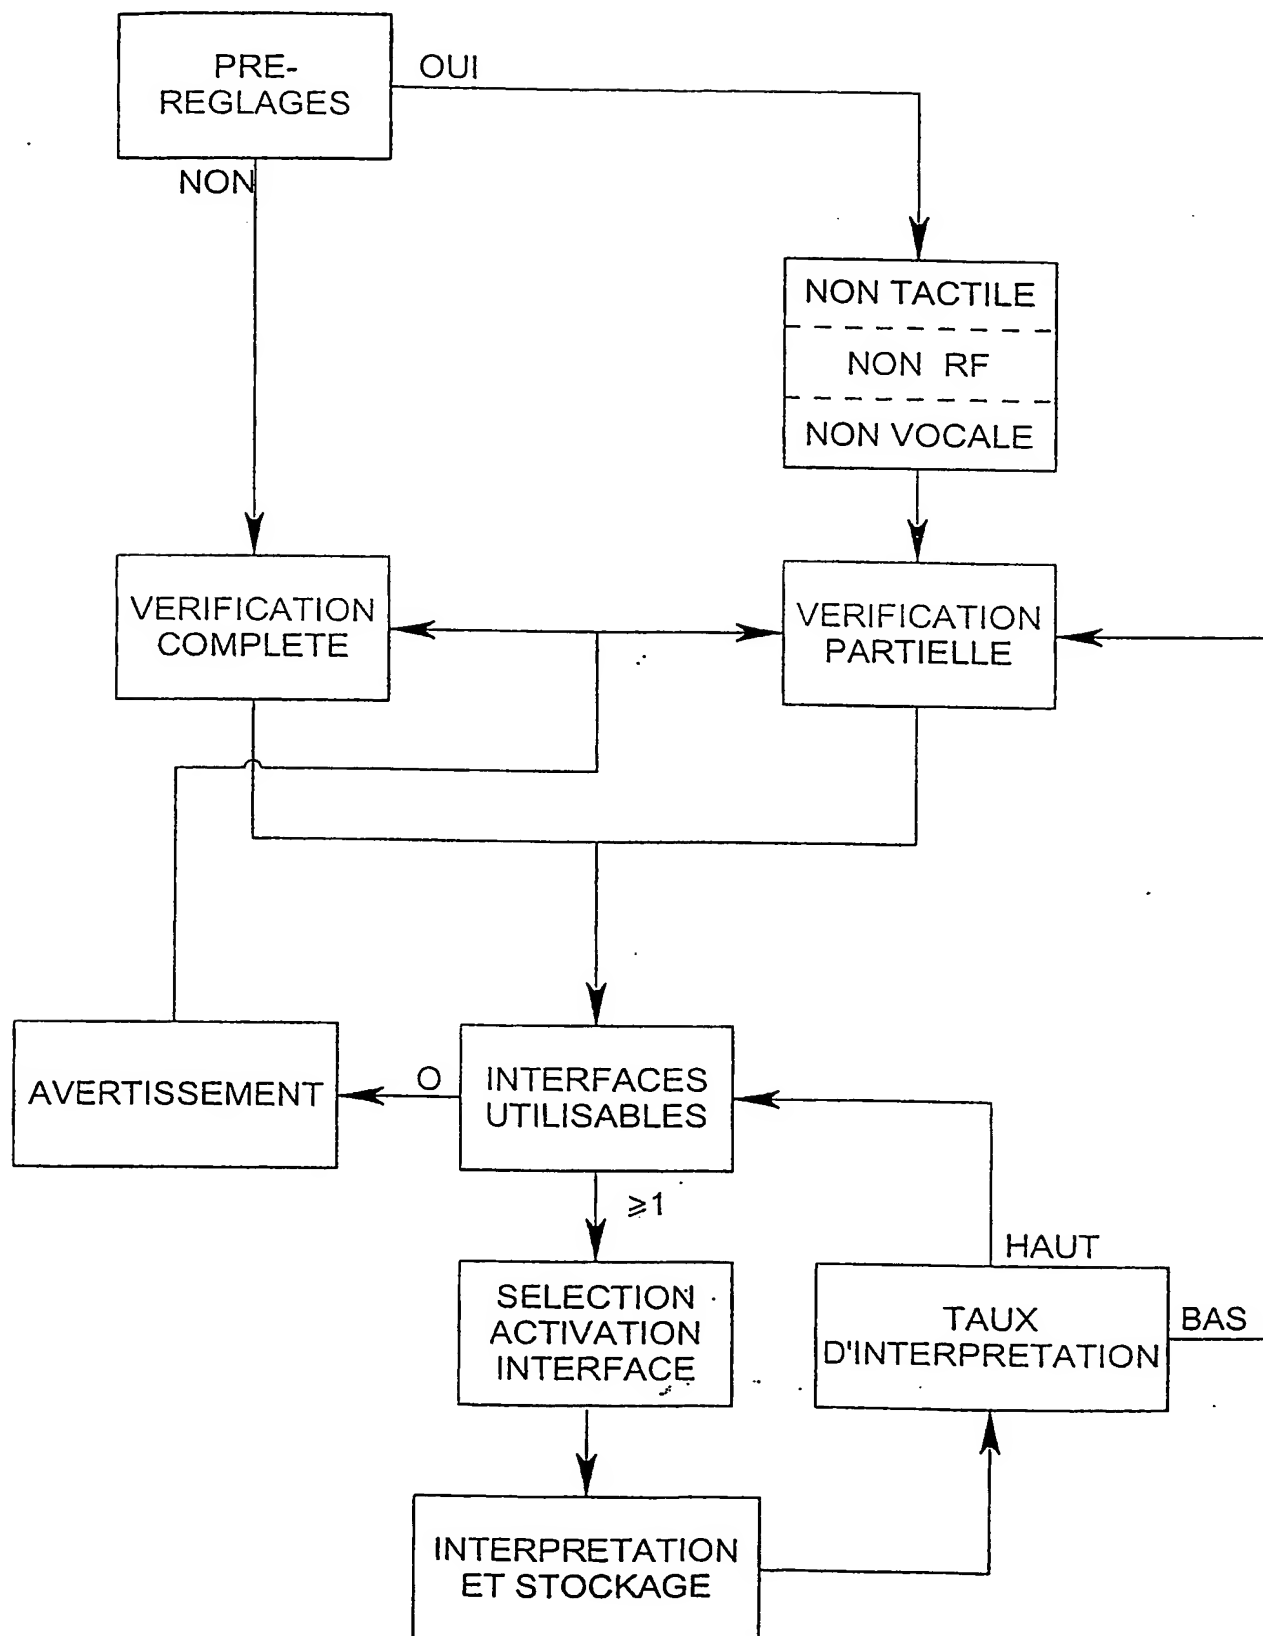 PRE-
REGLAGES
OUI
NON
NON TACTILE
NON RF
NON VOCALE
VERIFICATION
COMPLETE
VERIFICATION
PARTIELLE
AVERTISSEMENT
O
INTERFACES
UTILISABLES
≥1
HAUT
SELECTION
ACTIVATION
INTERFACE
TAUX
D'INTERPRETATION
BAS
INTERPRETATION
ET STOCKAGE